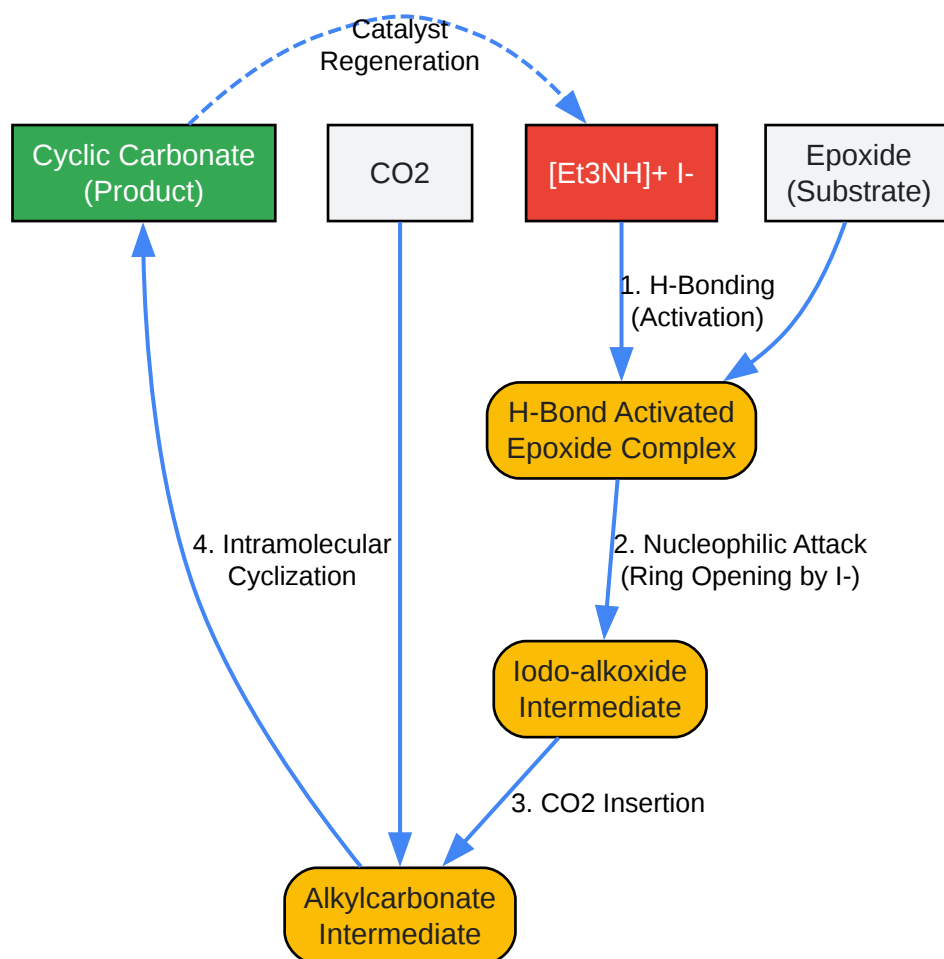 Catalyst
Regeneration
Cyclic Carbonate
(Product)
CO2
[Et3NH]+ I-
Epoxide
(Substrate)
1. H-Bonding
(Activation)
H-Bond Activated
Epoxide Complex
4. Intramolecular
Cyclization
2. Nucleophilic Attack
(Ring Opening by I-)
Iodo-alkoxide
Intermediate
3. CO2 Insertion
Alkylcarbonate
Intermediate